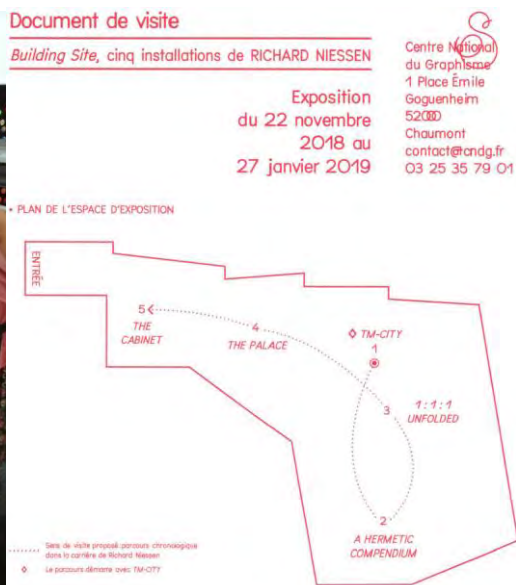 Document de visite
Building Site, cinq installations de RICHARD NIESSEN
Exposition
du 22 novembre
2018 au
27 janvier 2019
Centre National
du Graphisme
1 Place Émile
Goguenheim
52000
Chaumont
contact@cndg.fr
03 25 35 79 01
• PLAN DE L'ESPACE D'EXPOSITION
ENTRÉE
5
THE
CABINET
4
THE PALACE
◊ TM-CITY
1
3
1:1:1
UNFOLDED
2
A HERMETIC
COMPENDIUM
Sens de visite proposé: parcours chronologique
dans la carrière de Richard Niessen
◊ Le parcours démarre avec TM-CITY